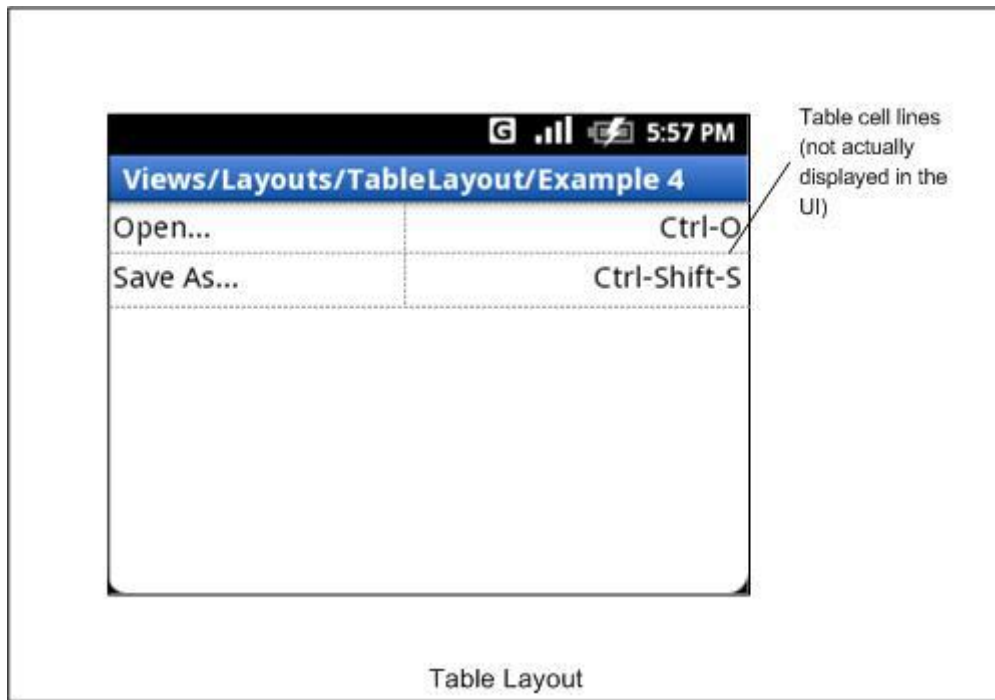 G 5:57 PM
Views/Layouts/TableLayout/Example 4
Open... Ctrl-O
Save As... Ctrl-Shift-S
Table cell lines
(not actually
displayed in the
UI)
Table Layout